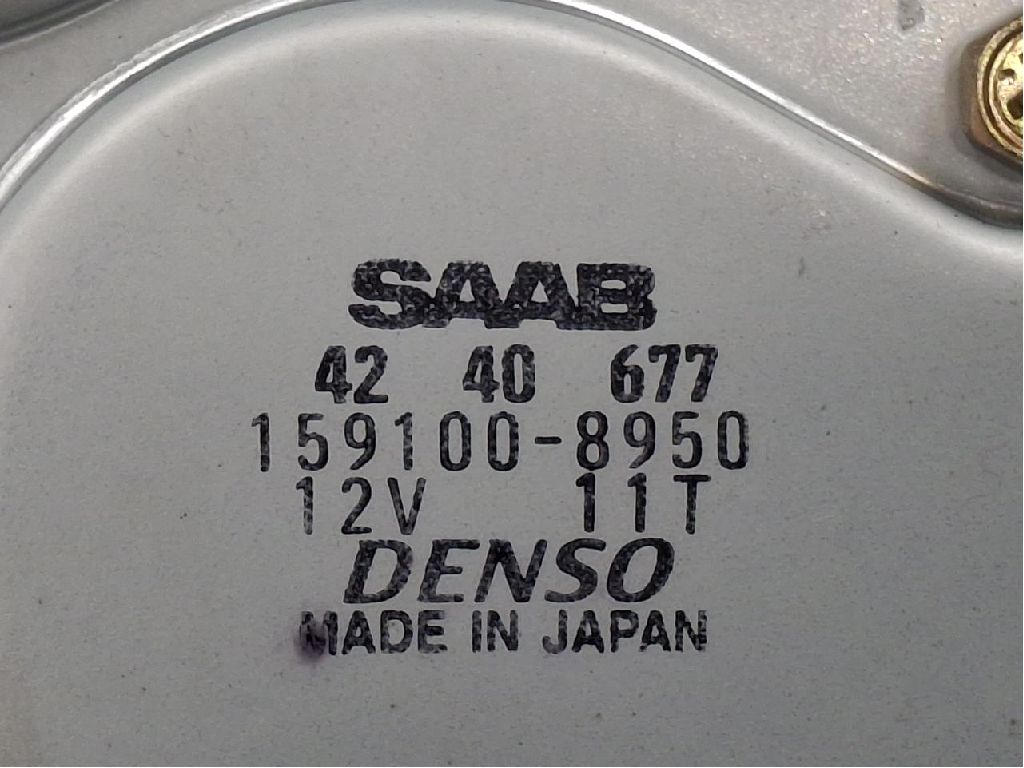 SAAB
42 40 677
159100-8950
12V 11T
DENSO
MADE IN JAPAN